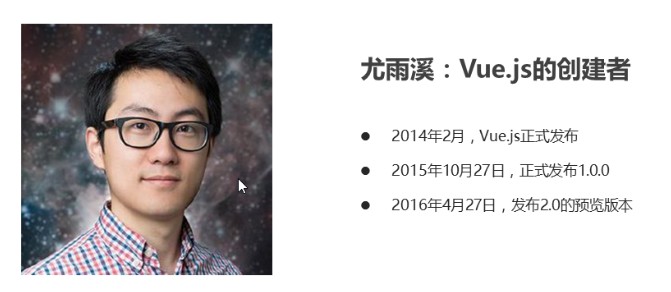 尤雨溪：Vue.js的创建者
● 2014年2月，Vue.js正式发布
● 2015年10月27日，正式发布1.0.0
● 2016年4月27日，发布2.0的预览版本